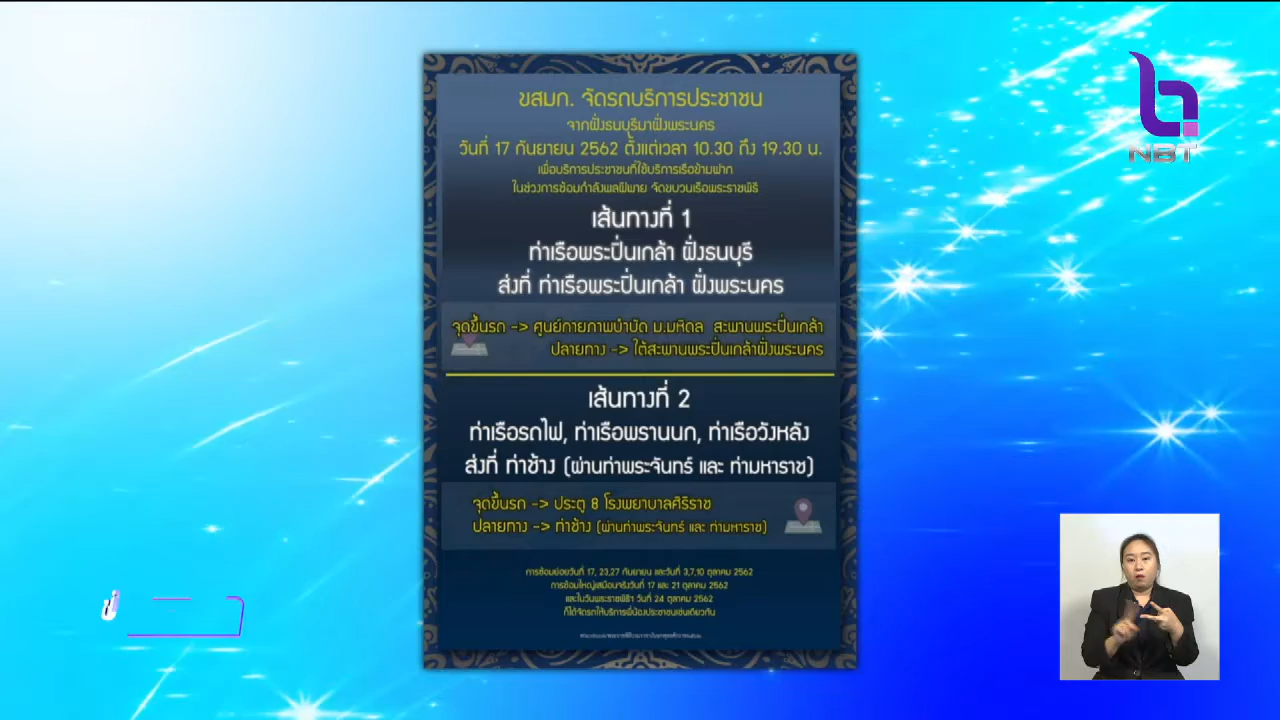 ขสมก. จัดรถบริการประชาชน
จากฝั่งธนบุรีมาฝั่งพระนคร
วันที่ 17 กันยายน 2562 ตั้งแต่เวลา 10.30 ถึง 19.30 น.
เพื่อบริการประชาชนที่ใช้บริการเรือข้ามฟาก
ในช่วงการซ้อมกำลังพลฝีพาย จัดขบวนเรือพระราชพิธี
เส้นทางที่ 1
ท่าเรือพระปิ่นเกล้า ฝั่งธนบุรี
ส่งที่ ท่าเรือพระปิ่นเกล้า ฝั่งพระนคร
จุดขึ้นรถ -> ศูนย์กายภาพบำบัด ม.มหิดล สะพานพระปิ่นเกล้า
ปลายทาง -> ใต้สะพานพระปิ่นเกล้าฝั่งพระนคร
เส้นทางที่ 2
ท่าเรือรถไฟ, ท่าเรือพรานนก, ท่าเรือวังหลัง
ส่งที่ ท่าช้าง (ผ่านท่าพระจันทร์ และ ท่ามหาราช)
จุดขึ้นรถ -> ประตู 8 โรงพยาบาลศิริราช
ปลายทาง -> ท่าช้าง (ผ่านท่าพระจันทร์ และ ท่ามหาราช)
การซ้อมย่อยวันที่ 17, 23,27 กันยายน และวันที่ 3,7,10 ตุลาคม 2562
การซ้อมใหญ่เสมือนจริงวันที่ 17 และ 21 ตุลาคม 2562
และในวันพระราชพิธีฯ วันที่ 24 ตุลาคม 2562
ก็ได้จัดรถให้บริการพี่น้องประชาชนเช่นเดียวกัน
NBT